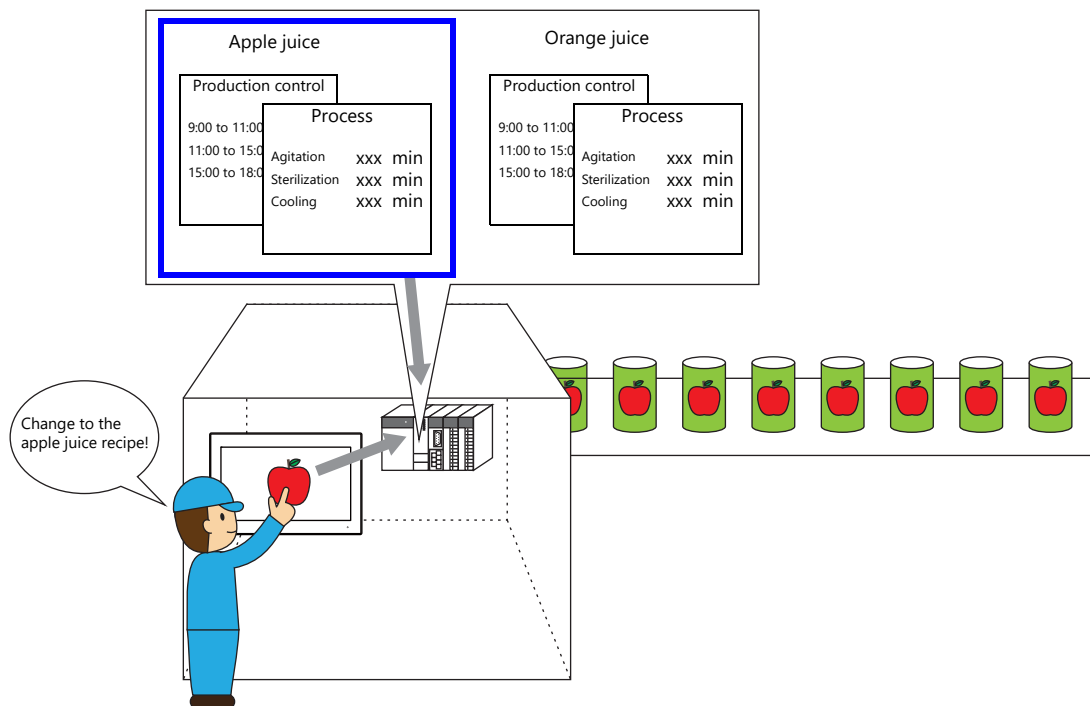 Apple juice
Production control
9:00 to 11:00
11:00 to 15:0
15:00 to 18:0
Process
Agitation xxx min
Sterilization xxx min
Cooling xxx min
Orange juice
Production control
9:00 to 11:00
11:00 to 15:0
15:00 to 18:0
Process
Agitation xxx min
Sterilization xxx min
Cooling xxx min
Change to the
apple juice recipe!